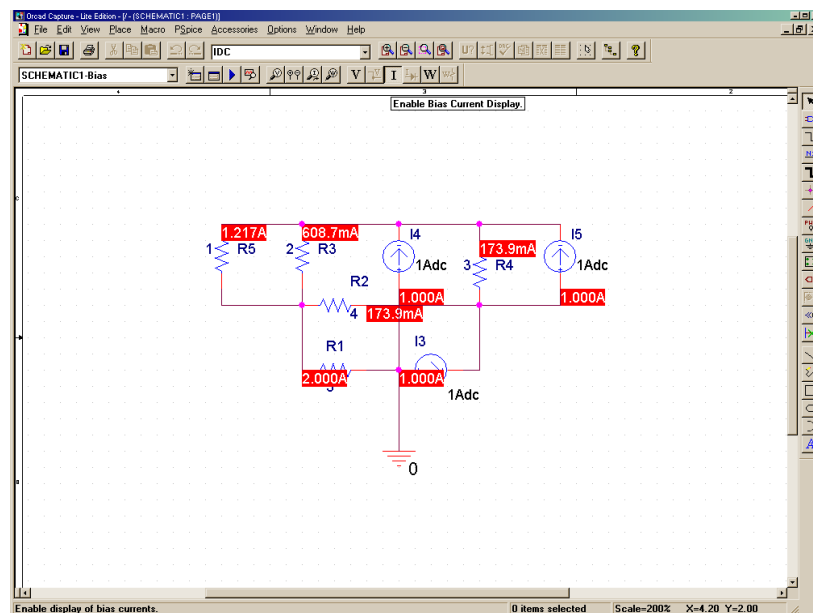 Orcad Capture - Lite Edition - [/ - (SCHEMATIC1 : PAGE1)]
File Edit View Place Macro PSpice Accessories Options Window Help
IDC
U?
SCHEMATIC1-Bias
V I W
Enable Bias Current Display.
4 3 2
C
1.217A 608.7mA I4 I5
1 R5 2 R3 173.9mA
1Adc 3 R4 1Adc
R2
1.000A 1.000A
4 173.9mA
R1 I3
2.000A 1.000A
1Adc
0
B
Enable display of bias currents. 0 items selected Scale=200% X=4.20 Y=2.00